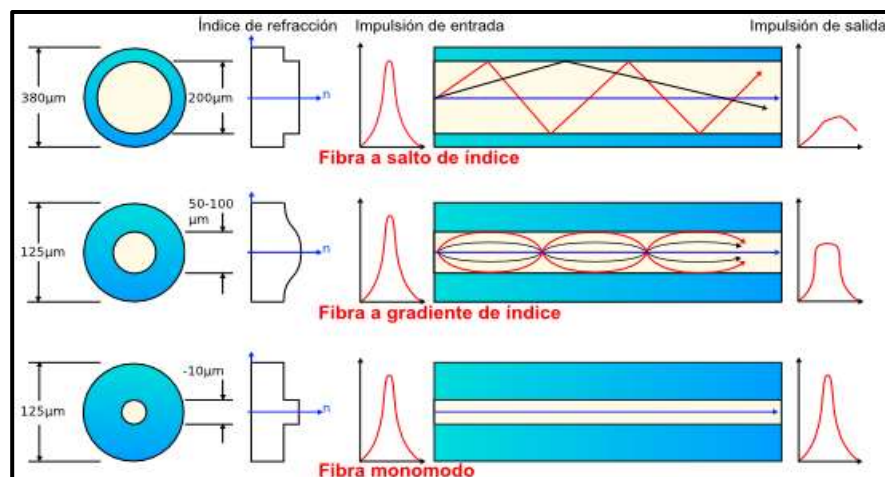 Índice de refracción
Impulsión de entrada
Impulsión de salida
380µm
200µm
n
Fibra a salto de índice
50-100
µm
125µm
n
Fibra a gradiente de índice
-10µm
125µm
n
Fibra monomodo